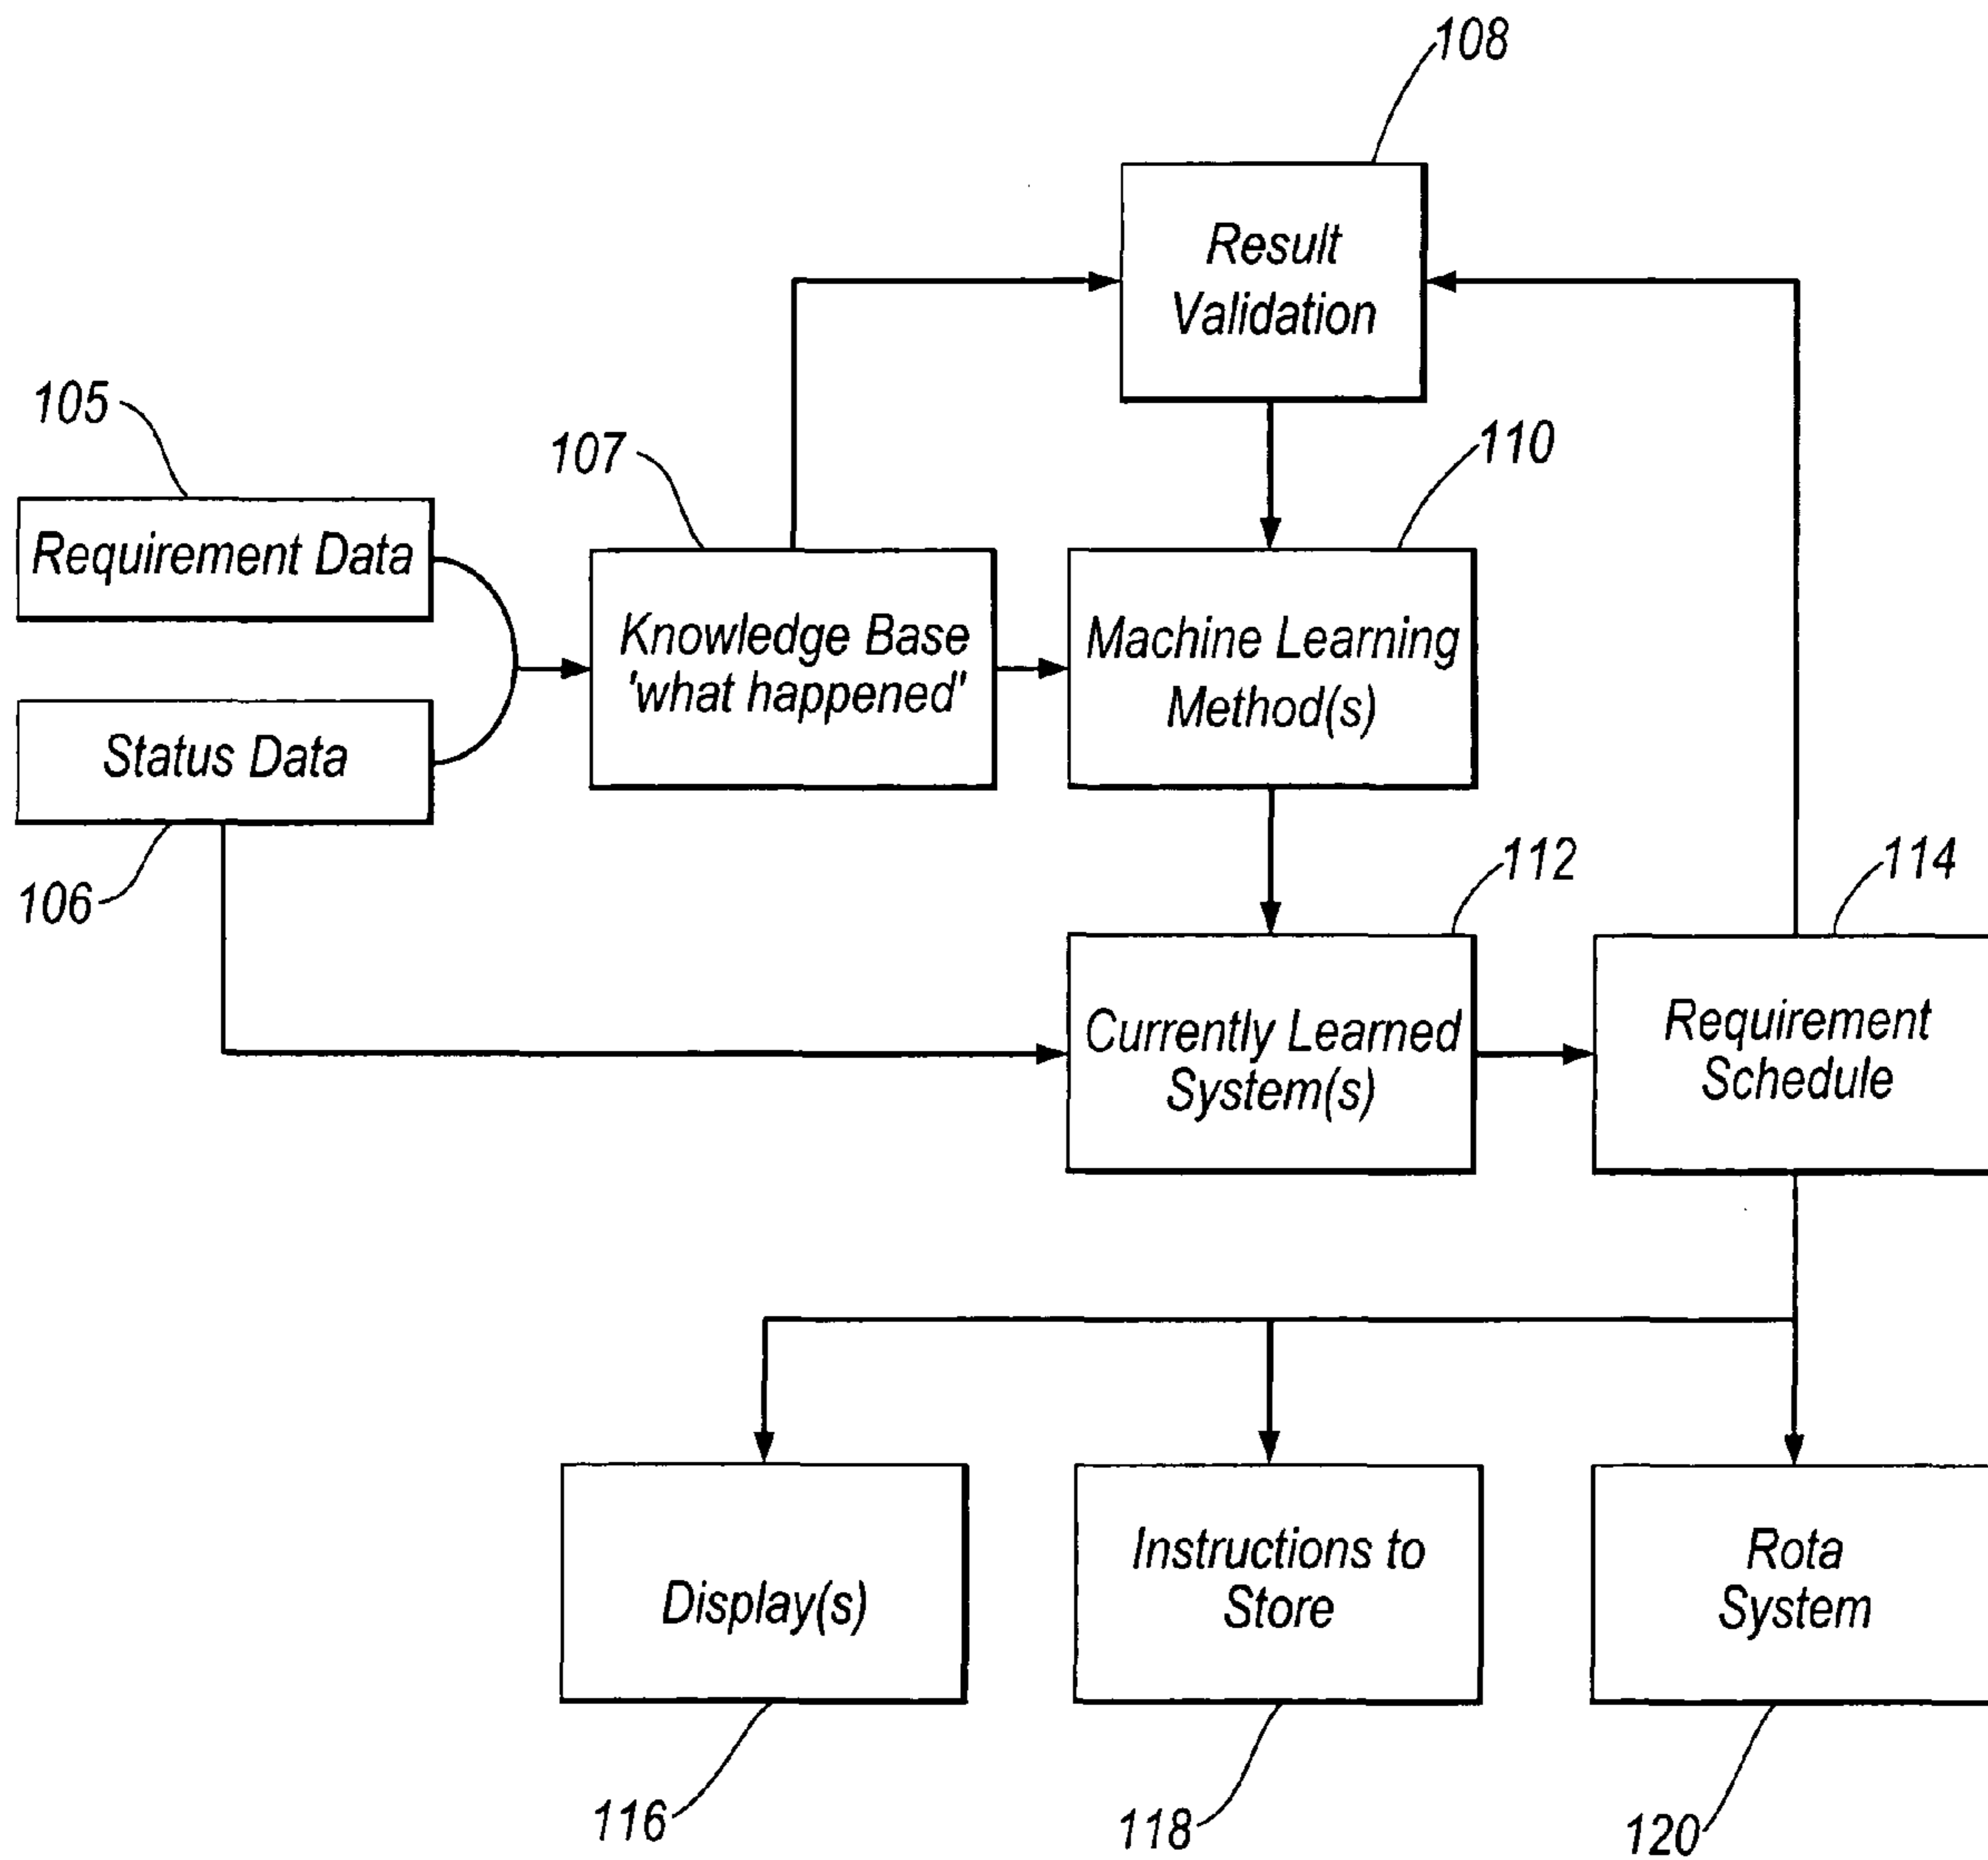 108
Result
Validation
105
107
110
Requirement Data
Knowledge Base
'what happened'
Machine Learning
Method(s)
Status Data
106
112
114
Currently Learned
System(s)
Requirement
Schedule
Display(s)
Instructions to
Store
Rota
System
116
118
120